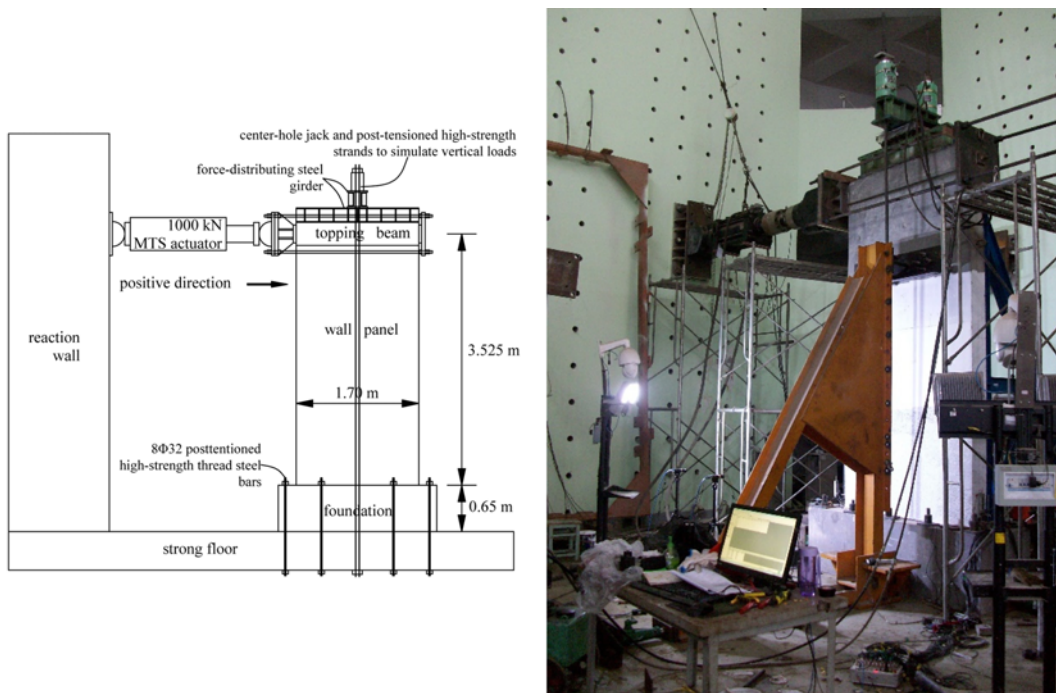 center-hole jack and post-tensioned high-strength
strands to simulate vertical loads
force-distributing steel
girder
1000 kN
MTS actuator
topping beam
positive direction
wall panel
reaction
wall
3.525 m
1.70 m
8Φ32 posttentioned
high-strength thread steel
bars
foundation
0.65 m
strong floor